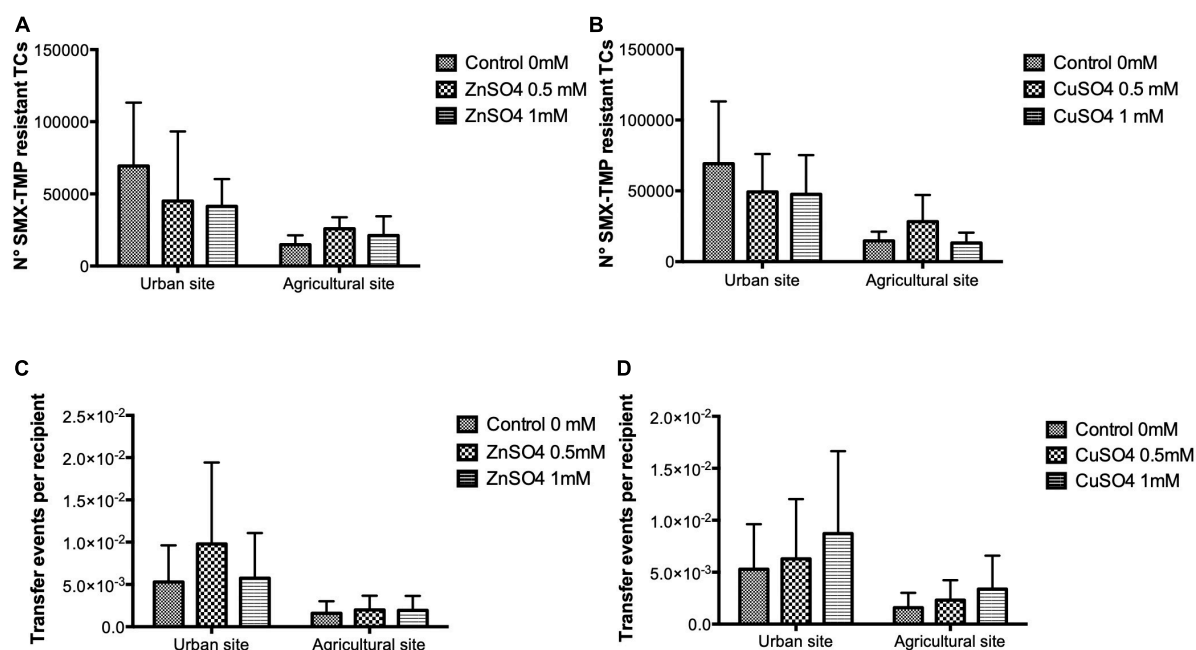 A
N° SMX-TMP resistant TCs
150000
100000
50000
0
Urban site
Agricultural site
Control 0mM
ZnSO4 0.5 mM
ZnSO4 1mM
B
N° SMX-TMP resistant TCs
150000
100000
50000
0
Urban site
Agricultural site
Control 0mM
CuSO4 0.5 mM
CuSO4 1 mM
C
Transfer events per recipient
2.5×10-2
2.0×10-2
1.5×10-2
1.0×10-2
5.0×10-3
0.0
Urban site
Agricultural site
Control 0 mM
ZnSO4 0.5mM
ZnSO4 1mM
D
Transfer events per recipient
2.0×10-2
1.5×10-2
1.0×10-2
5.0×10-3
0.0
Urban site
Agricultural site
Control 0mM
CuSO4 0.5mM
CuSO4 1mM